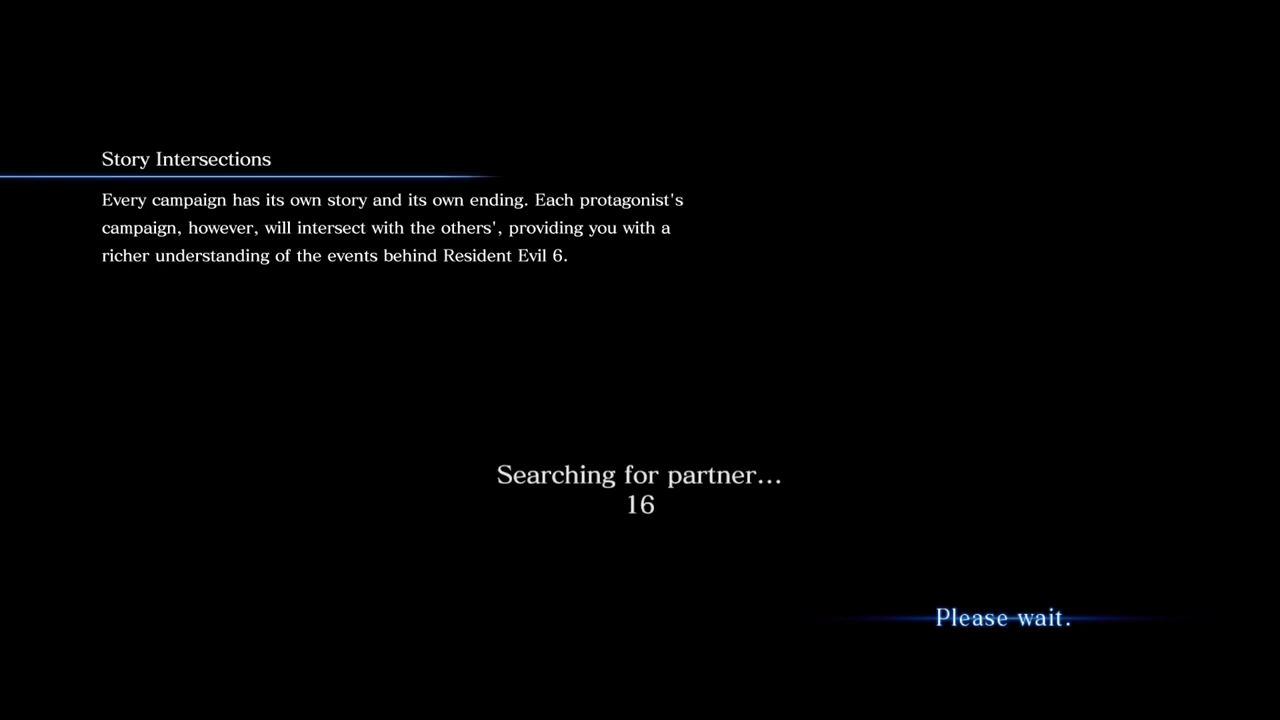 Story Intersections
Every campaign has its own story and its own ending. Each protagonist's
campaign, however, will intersect with the others', providing you with a
richer understanding of the events behind Resident Evil 6.
Searching for partner...
16
Please wait.